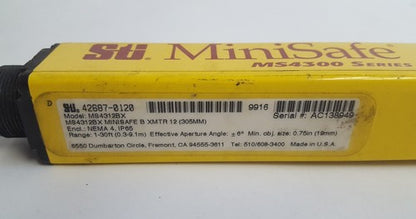 STi MiniSafe
MS4300 SERIES
D
STi. 42687-0120 9916 Serial #: AC138949
Model: MS4312BX
MS4312BX MINISAFE B XMTR 12 (305MM)
Encl.: NEMA 4, IP65
Range: 1-30ft (0.3-9.1m) Effective Aperture Angle: ±6° Min. obj. size: 0.75in (19mm)
6550 Dumbarton Circle, Fremont, CA 94555-3611 Tel: 510/608-3400 Made in U.S.A.